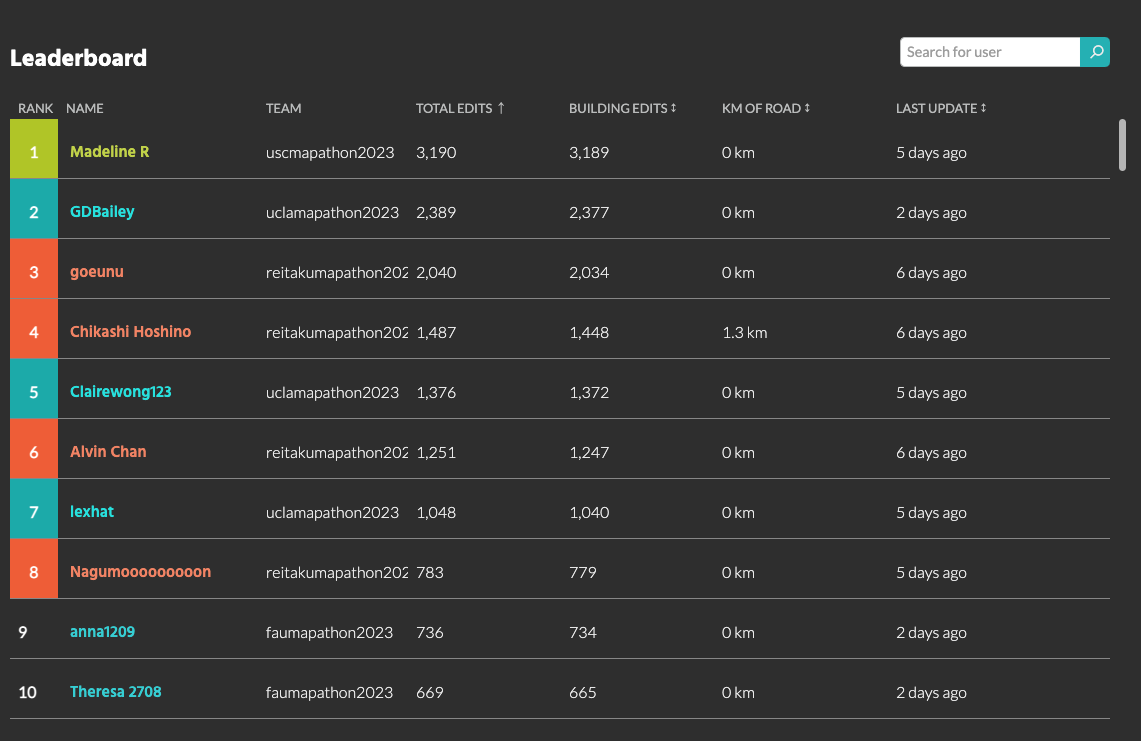 Leaderboard
Search for user
RANK NAME TEAM TOTAL EDITS ↑ BUILDING EDITS ↕ KM OF ROAD ↕ LAST UPDATE ↕
1 Madeline R uscmapathon2023 3,190 3,189 0 km 5 days ago
2 GDBailey uclamapathon2023 2,389 2,377 0 km 2 days ago
3 goeunu reitakumapathon202 2,040 2,034 0 km 6 days ago
4 Chikashi Hoshino reitakumapathon202 1,487 1,448 1.3 km 6 days ago
5 Clairewong123 uclamapathon2023 1,376 1,372 0 km 5 days ago
6 Alvin Chan reitakumapathon202 1,251 1,247 0 km 6 days ago
7 lexhat uclamapathon2023 1,048 1,040 0 km 5 days ago
8 Nagumooooooooon reitakumapathon202 783 779 0 km 5 days ago
9 anna1209 faumapathon2023 736 734 0 km 2 days ago
10 Theresa 2708 faumapathon2023 669 665 0 km 2 days ago